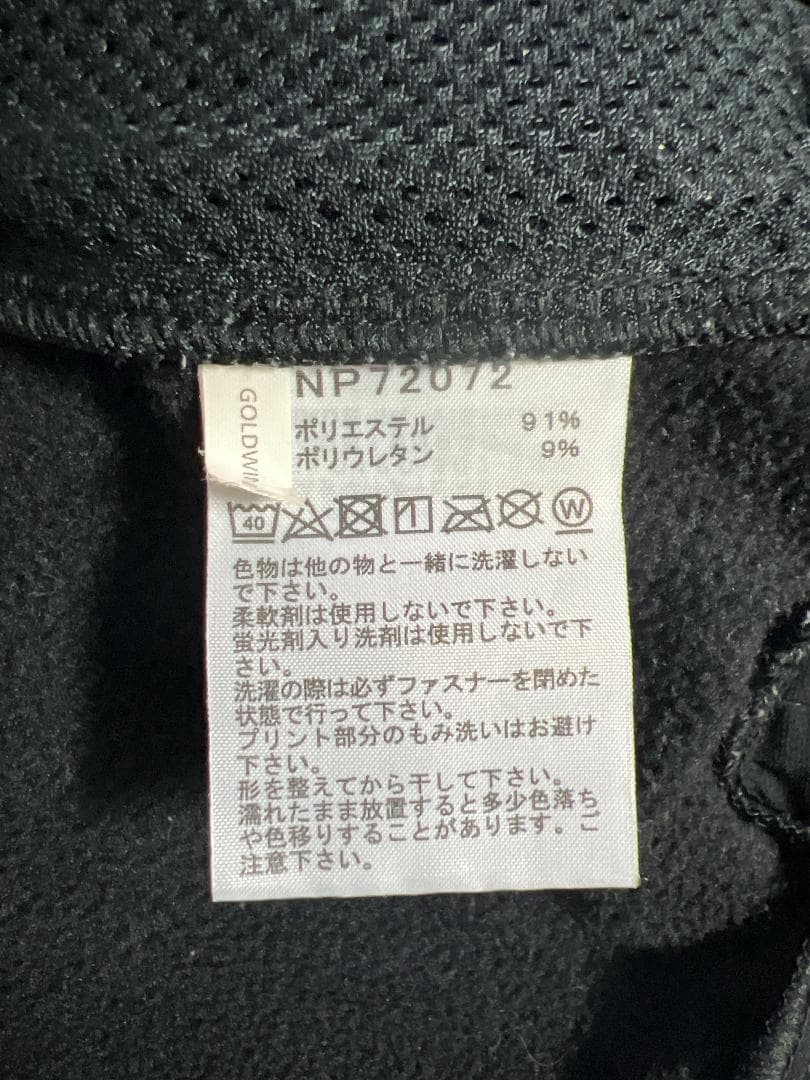 NP72072
GOLDWIN
ポリエステル 91%
ポリウレタン 9%
40
W
色物は他の物と一緒に洗濯しない
で下さい。
柔軟剤は使用しないで下さい。
蛍光剤入り洗剤は使用しないで下
さい。
洗濯の際は必ずファスナーを閉めた
状態で行って下さい。
プリント部分のもみ洗いはお避け
下さい。
形を整えてから干して下さい。
濡れたまま放置すると多少色落ち
や色移りすることがあります。ご
注意下さい。